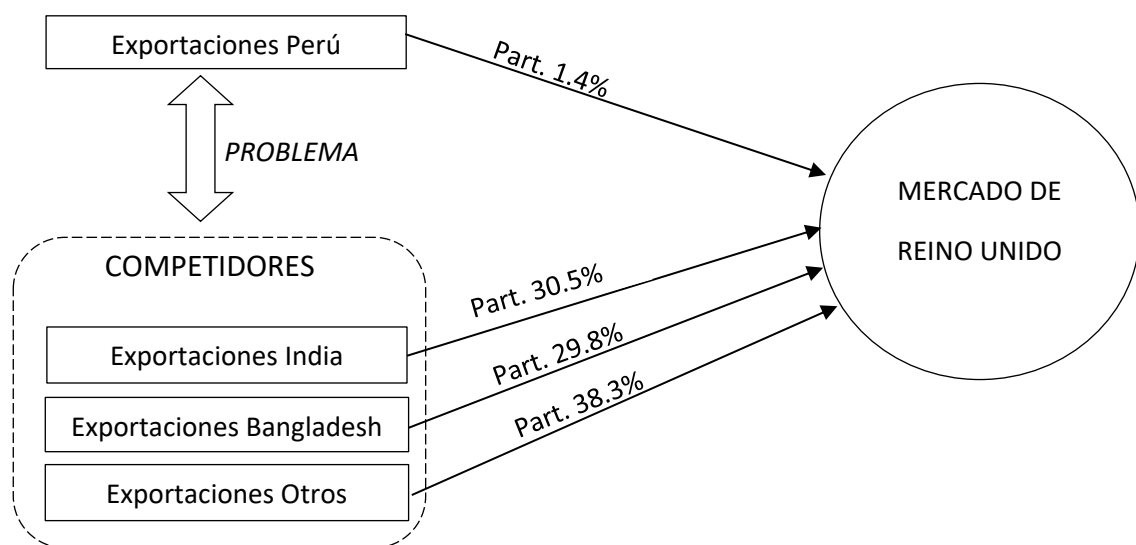 Exportaciones Perú
Part. 1.4%
PROBLEMA
MERCADO DE
REINO UNIDO
COMPETIDORES
Part. 30.5%
Exportaciones India
Part. 29.8%
Exportaciones Bangladesh
Part. 38.3%
Exportaciones Otros